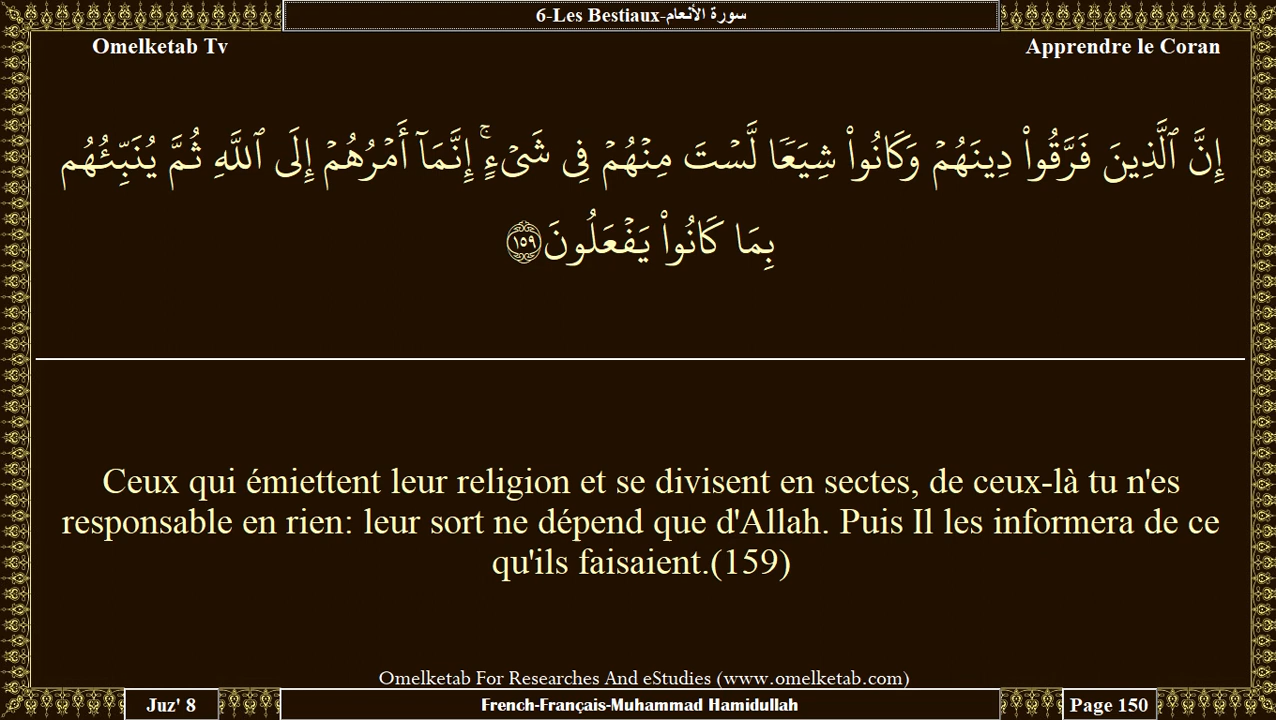 6-Les Bestiaux-سورة الأنعام
Omelketab Tv
Apprendre le Coran
إِنَّ ٱلَّذِينَ فَرَّقُوا۟ دِينَهُمْ وَكَانُوا۟ شِيَعًۭا لَّسْتَ مِنْهُمْ فِى شَىْءٍ ۚ إِنَّمَآ أَمْرُهُمْ إِلَى ٱللَّهِ ثُمَّ يُنَبِّئُهُم
بِمَا كَانُوا۟ يَفْعَلُونَ ١٥٩
Ceux qui émiettent leur religion et se divisent en sectes, de ceux-là tu n'es
responsable en rien: leur sort ne dépend que d'Allah. Puis Il les informera de ce
qu'ils faisaient.(159)
Omelketab For Researches And eStudies (www.omelketab.com)
Juz' 8
French-Français-Muhammad Hamidullah
Page 150